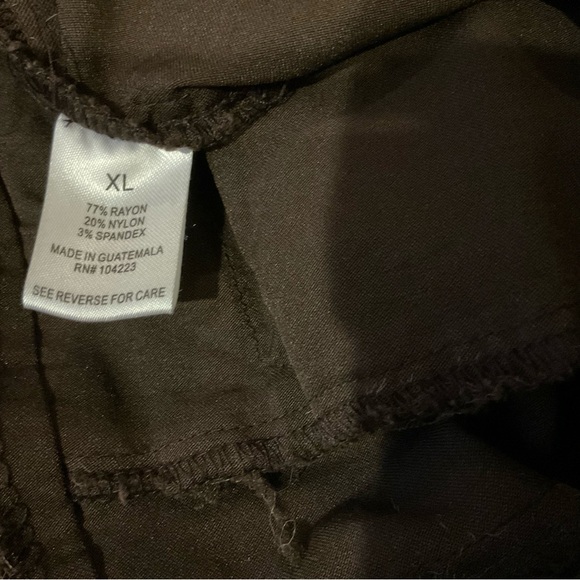 XL
77% RAYON
20% NYLON
3% SPANDEX
MADE IN GUATEMALA
RN# 104223
SEE REVERSE FOR CARE